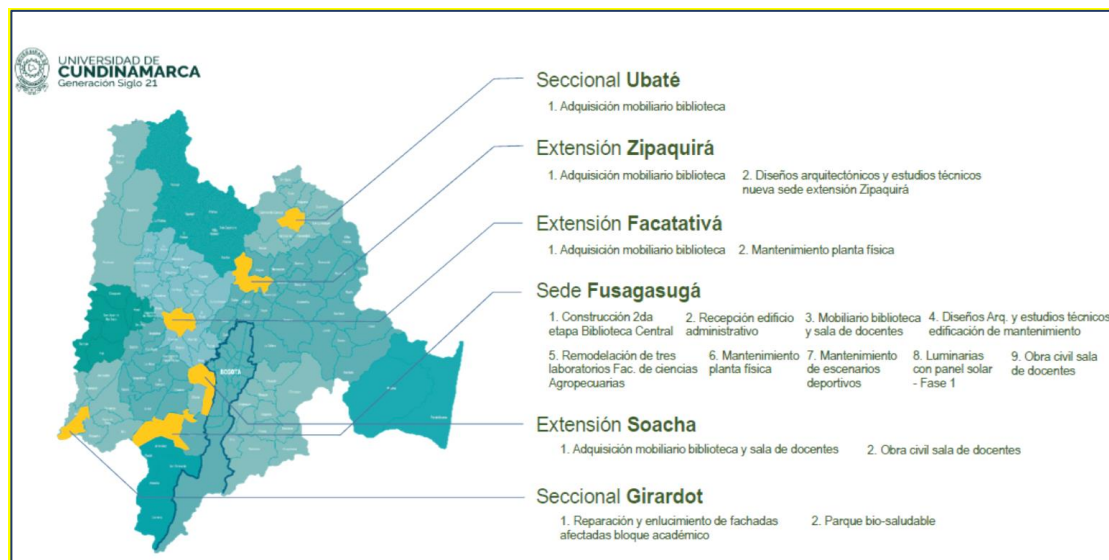 UNIVERSIDAD DE
CUNDINAMARCA
Generación Siglo 21
Seccional Ubaté
1. Adquisición mobiliario biblioteca
Extensión Zipaquirá
1. Adquisición mobiliario biblioteca
2. Diseños arquitectónicos y estudios técnicos
nueva sede extensión Zipaquirá
Extensión Facatativá
1. Adquisición mobiliario biblioteca
2. Mantenimiento planta física
Sede Fusagasugá
1. Construcción 2da
etapa Biblioteca Central
2. Recepción edificio
administrativo
3. Mobiliario biblioteca
y sala de docentes
4. Diseños Arq. y estudios técnicos
edificación de mantenimiento
5. Remodelación de tres
laboratorios Fac. de ciencias
Agropecuarias
6. Mantenimiento
planta física
7. Mantenimiento
de escenarios
deportivos
8. Luminarias
con panel solar
- Fase 1
9. Obra civil sala
de docentes
BOGOTÁ
Extensión Soacha
1. Adquisición mobiliario biblioteca y sala de docentes
2. Obra civil sala de docentes
Seccional Girardot
1. Reparación y enlucimiento de fachadas
afectadas bloque académico
2. Parque bio-saludable